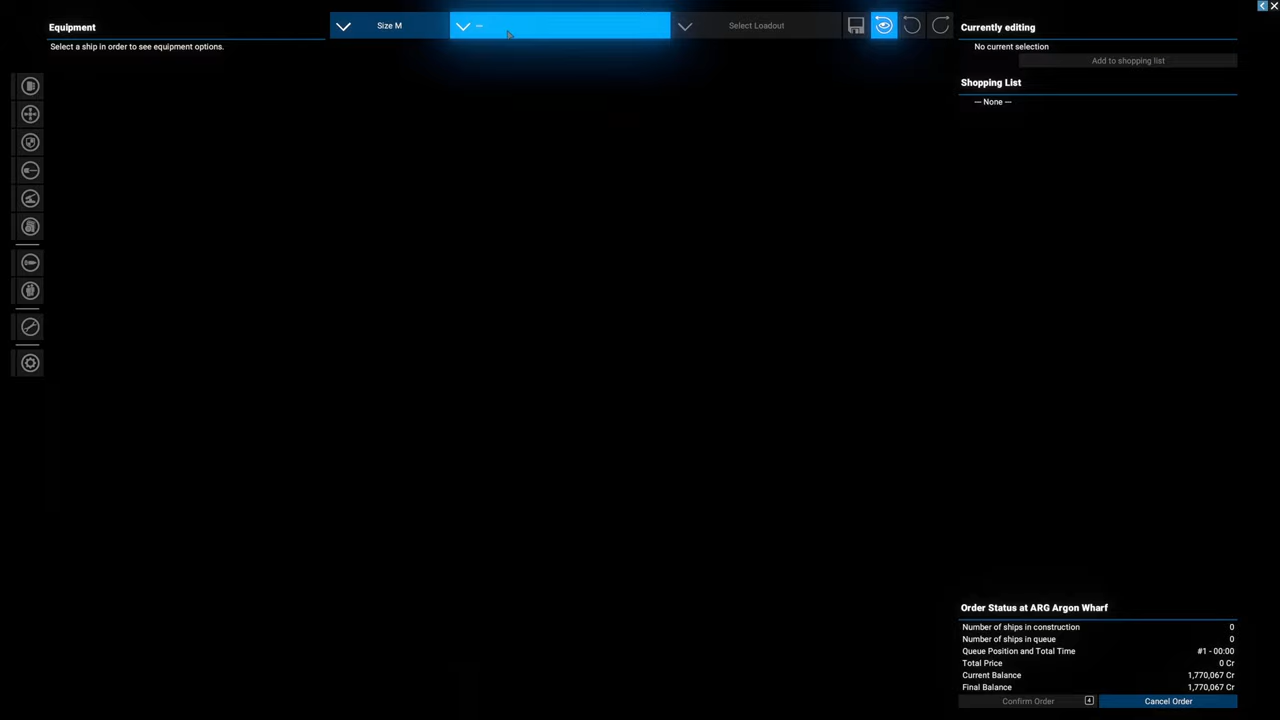 Equipment
Select a ship in order to see equipment options.
Size M
—
Select Loadout
Currently editing
No current selection
Add to shopping list
Shopping List
— None —
Order Status at ARG Argon Wharf
Number of ships in construction 0
Number of ships in queue 0
Queue Position and Total Time #1 - 00:00
Total Price 0 Cr
Current Balance 1,770,067 Cr
Final Balance 1,770,067 Cr
Confirm Order
Cancel Order